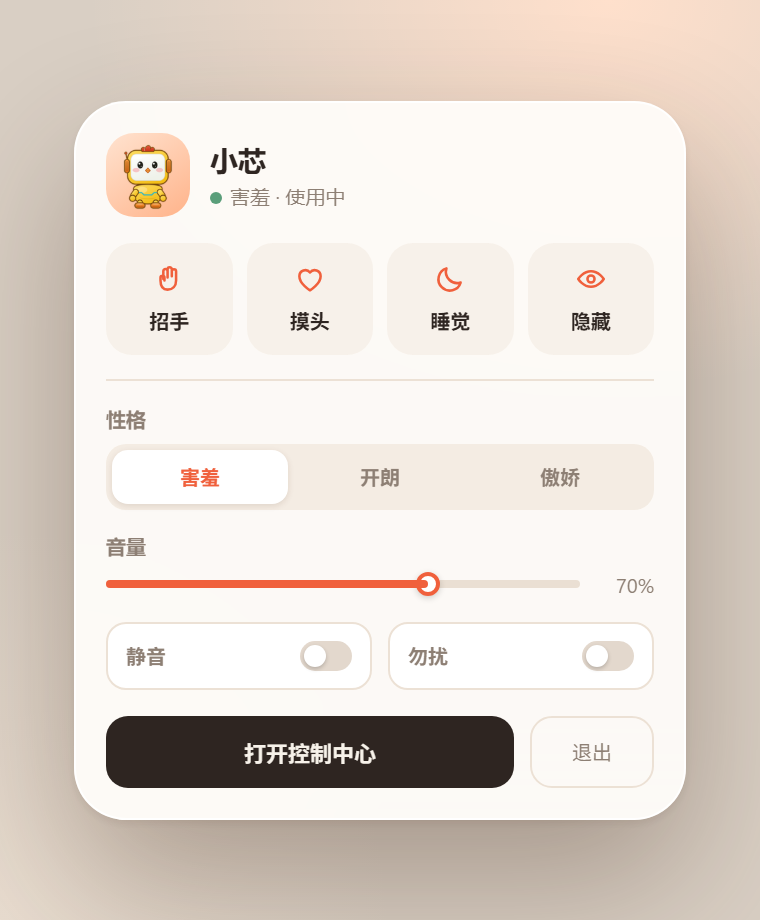 小芯
害羞 · 使用中
招手 摸头 睡觉 隐藏
性格
害羞 开朗 傲娇
音量
70%
静音 勿扰
打开控制中心 退出